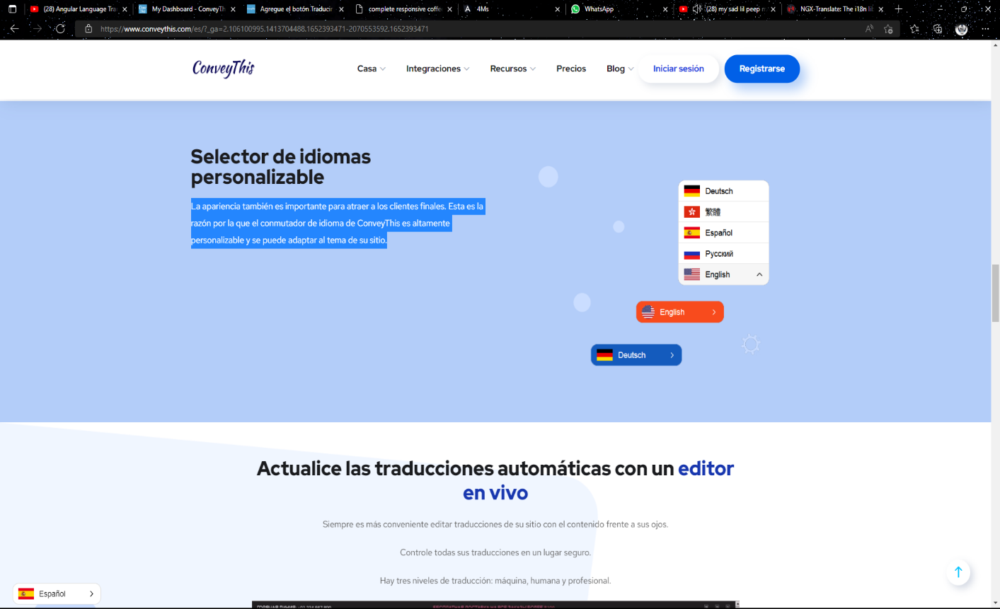 (28) Angular Language Tra
My Dashboard - ConveyTh
Agregue el botón Traducir
complete responsive coffe
4Ms
WhatsApp
(28) my sad lil peep n
NGX-Translate: The i18n lib
https://www.conveythis.com/es/?_ga=2.106100995.1413704488.1652393471-2070553592.1652393471
ConveyThis
Casa
Integraciones
Recursos
Precios
Blog
Iniciar sesión
Registrarse
Selector de idiomas
personalizable
La apariencia también es importante para atraer a los clientes finales. Esta es la
razón por la que el conmutador de idioma de ConveyThis es altamente
personalizable y se puede adaptar al tema de su sitio.
Deutsch
繁體
Español
Русский
English
English
Deutsch
Actualice las traducciones automáticas con un editor
en vivo
Siempre es más conveniente editar traducciones de su sitio con el contenido frente a sus ojos.
Controle todas sus traducciones en un lugar seguro.
Hay tres niveles de traducción: máquina, humana y profesional.
Español